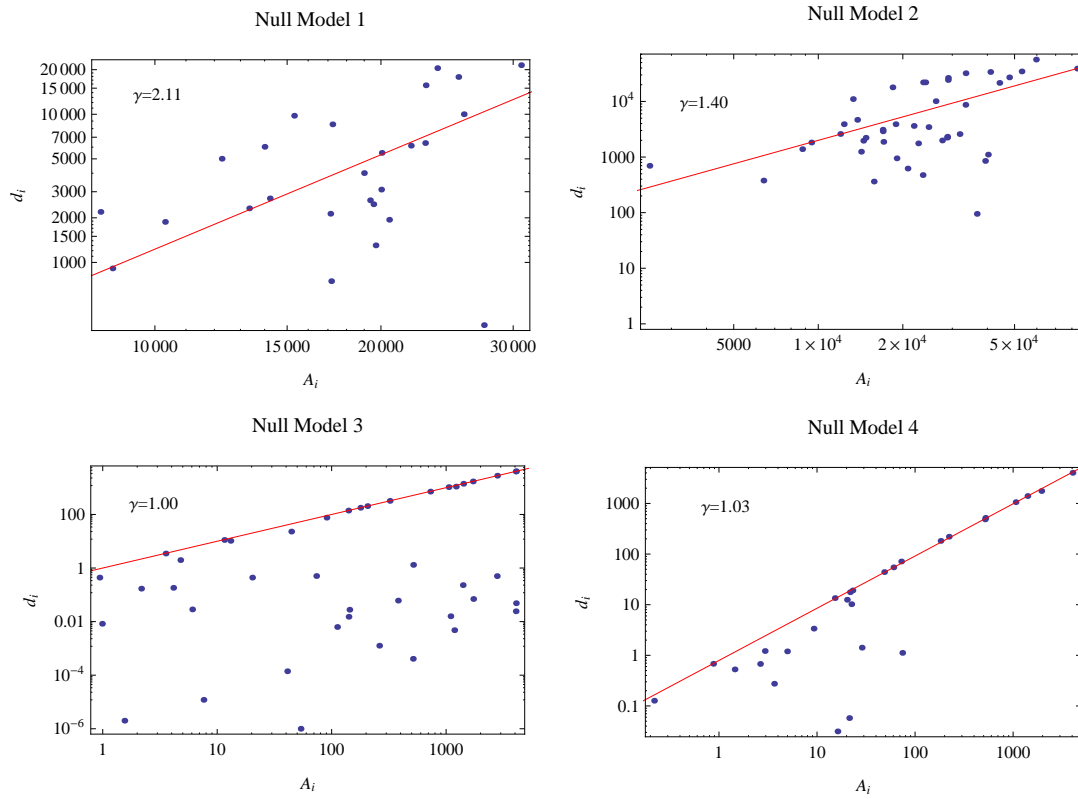 Null Model 1
γ=2.11
20 000
15 000
10 000
7000
5000
3000
2000
1500
1000
d_i
10 000
15 000
20 000
30 000
A_i
Null Model 2
γ=1.40
10^4
1000
100
10
1
d_i
5000
1×10^4
2×10^4
5×10^4
A_i
Null Model 3
γ=1.00
100
1
0.01
10^−4
10^−6
d_i
1
10
100
1000
A_i
Null Model 4
γ=1.03
1000
100
10
1
0.1
d_i
1
10
100
1000
A_i